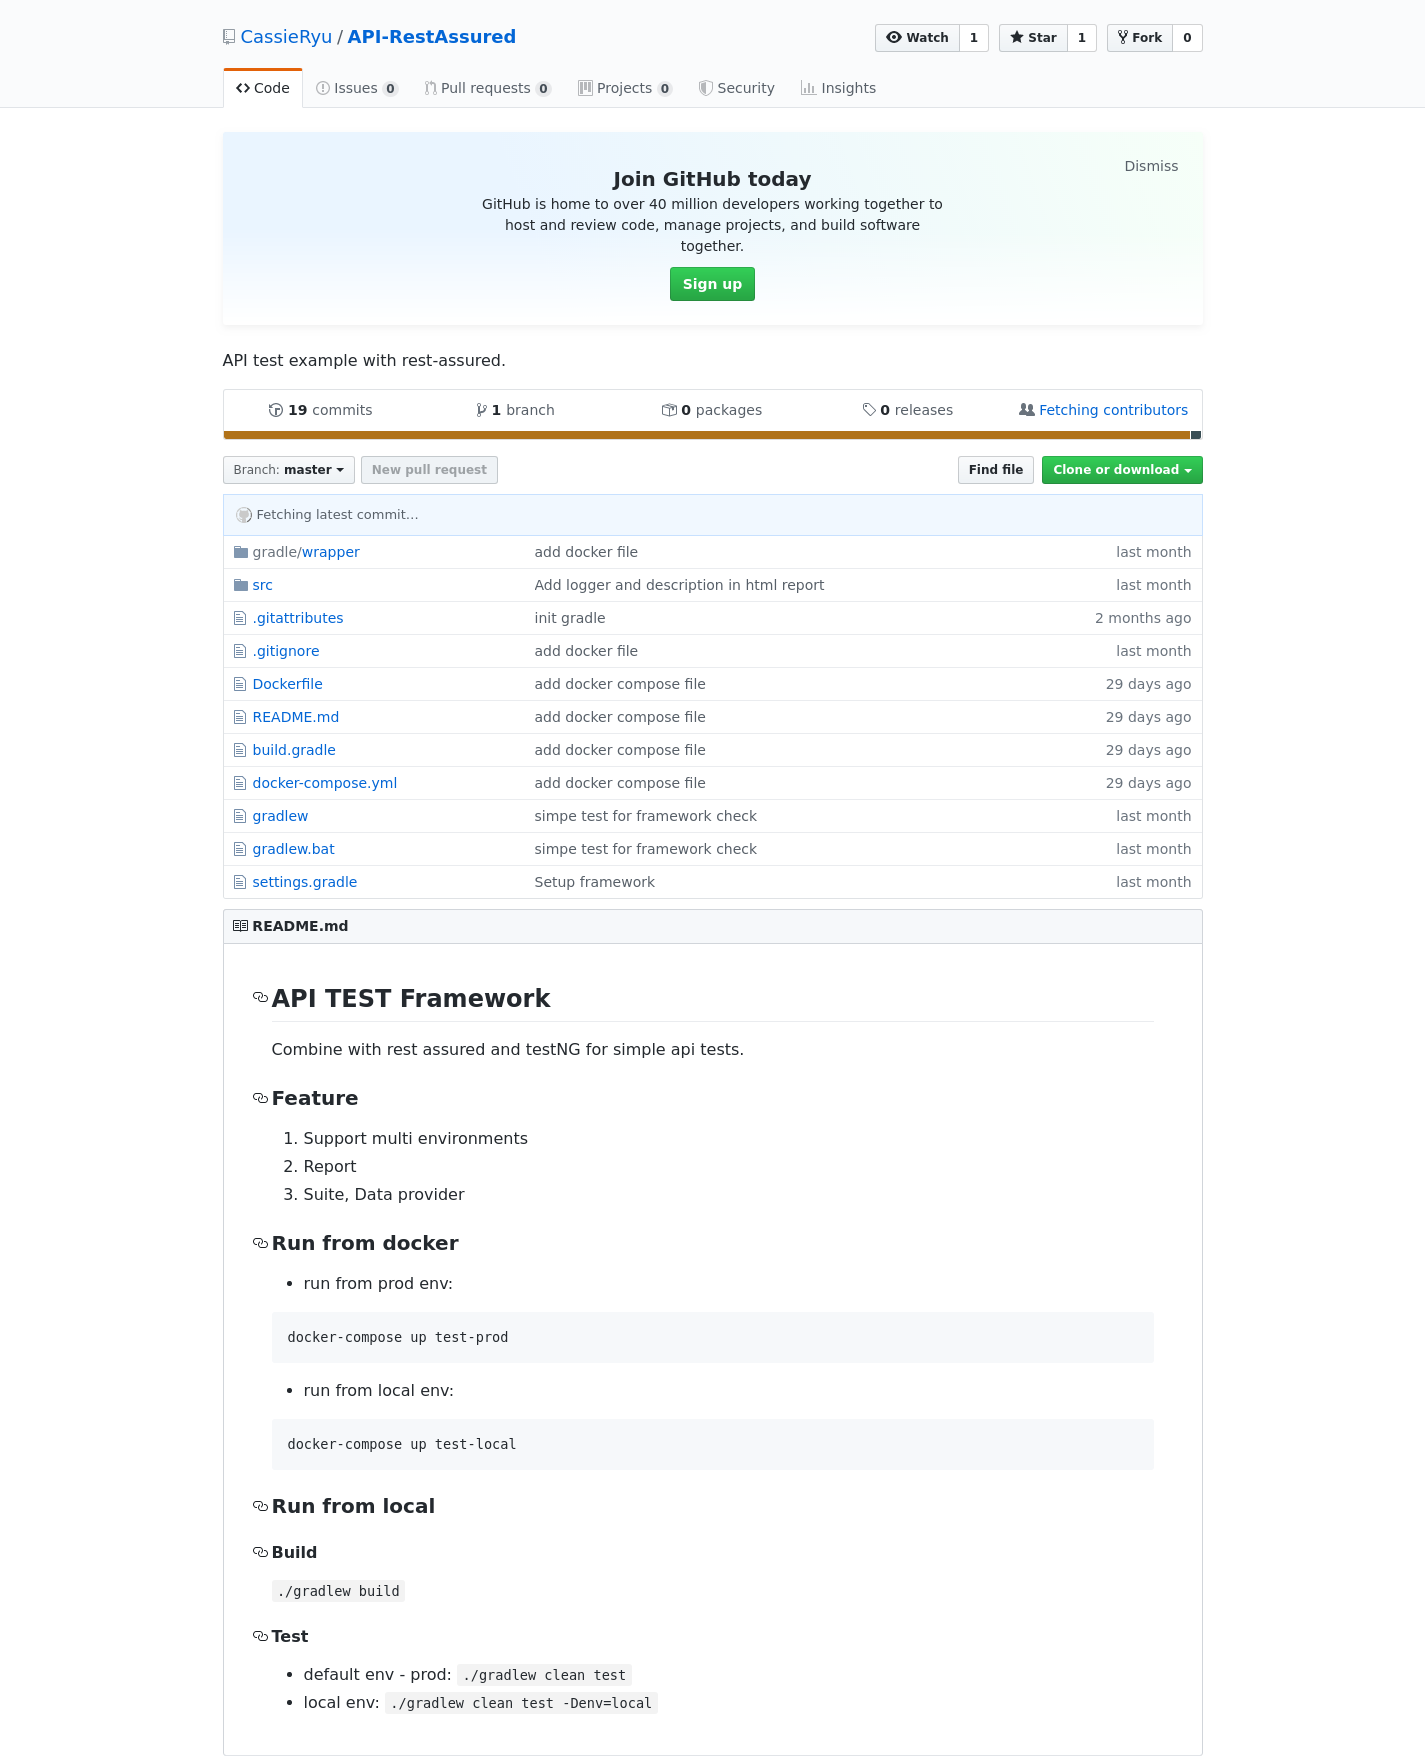 CassieRyu / API-RestAssured
Watch 1 Star 1 Fork 0
Code Issues 0 Pull requests 0 Projects 0 Security Insights
Dismiss
Join GitHub today
GitHub is home to over 40 million developers working together to
host and review code, manage projects, and build software
together.
Sign up
API test example with rest-assured.
19 commits 1 branch 0 packages 0 releases Fetching contributors
Branch: master New pull request Find file Clone or download
Fetching latest commit…
gradle/wrapper add docker file last month
src Add logger and description in html report last month
.gitattributes init gradle 2 months ago
.gitignore add docker file last month
Dockerfile add docker compose file 29 days ago
README.md add docker compose file 29 days ago
build.gradle add docker compose file 29 days ago
docker-compose.yml add docker compose file 29 days ago
gradlew simpe test for framework check last month
gradlew.bat simpe test for framework check last month
settings.gradle Setup framework last month
README.md
API TEST Framework
Combine with rest assured and testNG for simple api tests.
Feature
1. Support multi environments
2. Report
3. Suite, Data provider
Run from docker
• run from prod env:
docker-compose up test-prod
• run from local env:
docker-compose up test-local
Run from local
Build
./gradlew build
Test
• default env - prod: ./gradlew clean test
• local env: ./gradlew clean test -Denv=local